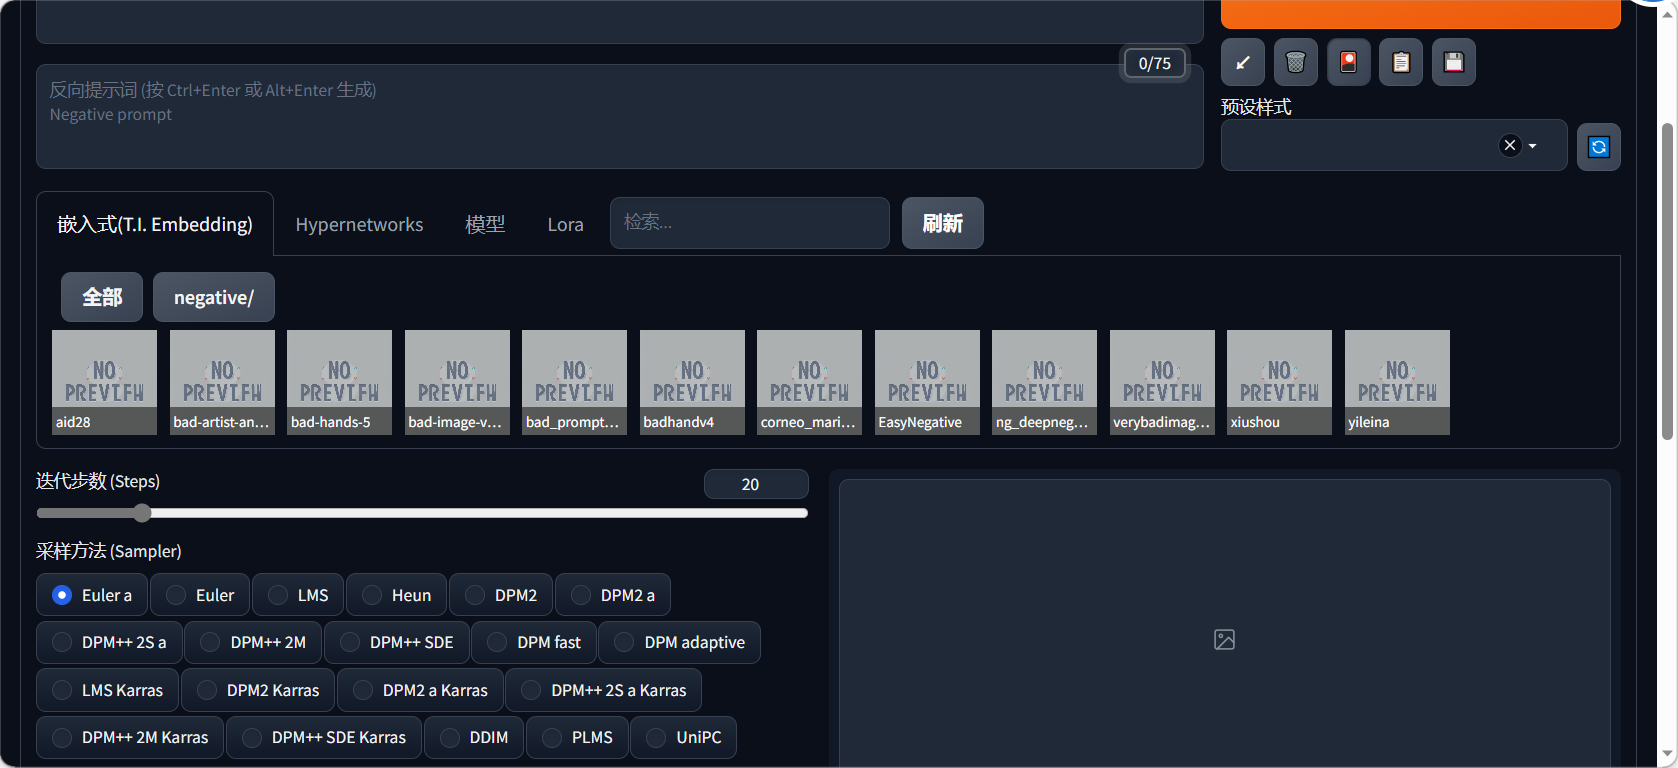 0/75
反向提示词 (按 Ctrl+Enter 或 Alt+Enter 生成)
Negative prompt
预设样式
嵌入式(T.I. Embedding)
Hypernetworks
模型
Lora
检索...
刷新
全部
negative/
NO PREVIEW
NO PREVIEW
NO PREVIEW
NO PREVIEW
NO PREVIEW
NO PREVIEW
NO PREVIEW
NO PREVIEW
NO PREVIEW
NO PREVIEW
NO PREVIEW
NO PREVIEW
aid28
bad-artist-an...
bad-hands-5
bad-image-v...
bad_prompt...
badhandv4
corneo_mari...
EasyNegative
ng_deepneg...
verybadimag...
xiushou
yileina
迭代步数 (Steps)
20
采样方法 (Sampler)
Euler a
Euler
LMS
Heun
DPM2
DPM2 a
DPM++ 2S a
DPM++ 2M
DPM++ SDE
DPM fast
DPM adaptive
LMS Karras
DPM2 Karras
DPM2 a Karras
DPM++ 2S a Karras
DPM++ 2M Karras
DPM++ SDE Karras
DDIM
PLMS
UniPC